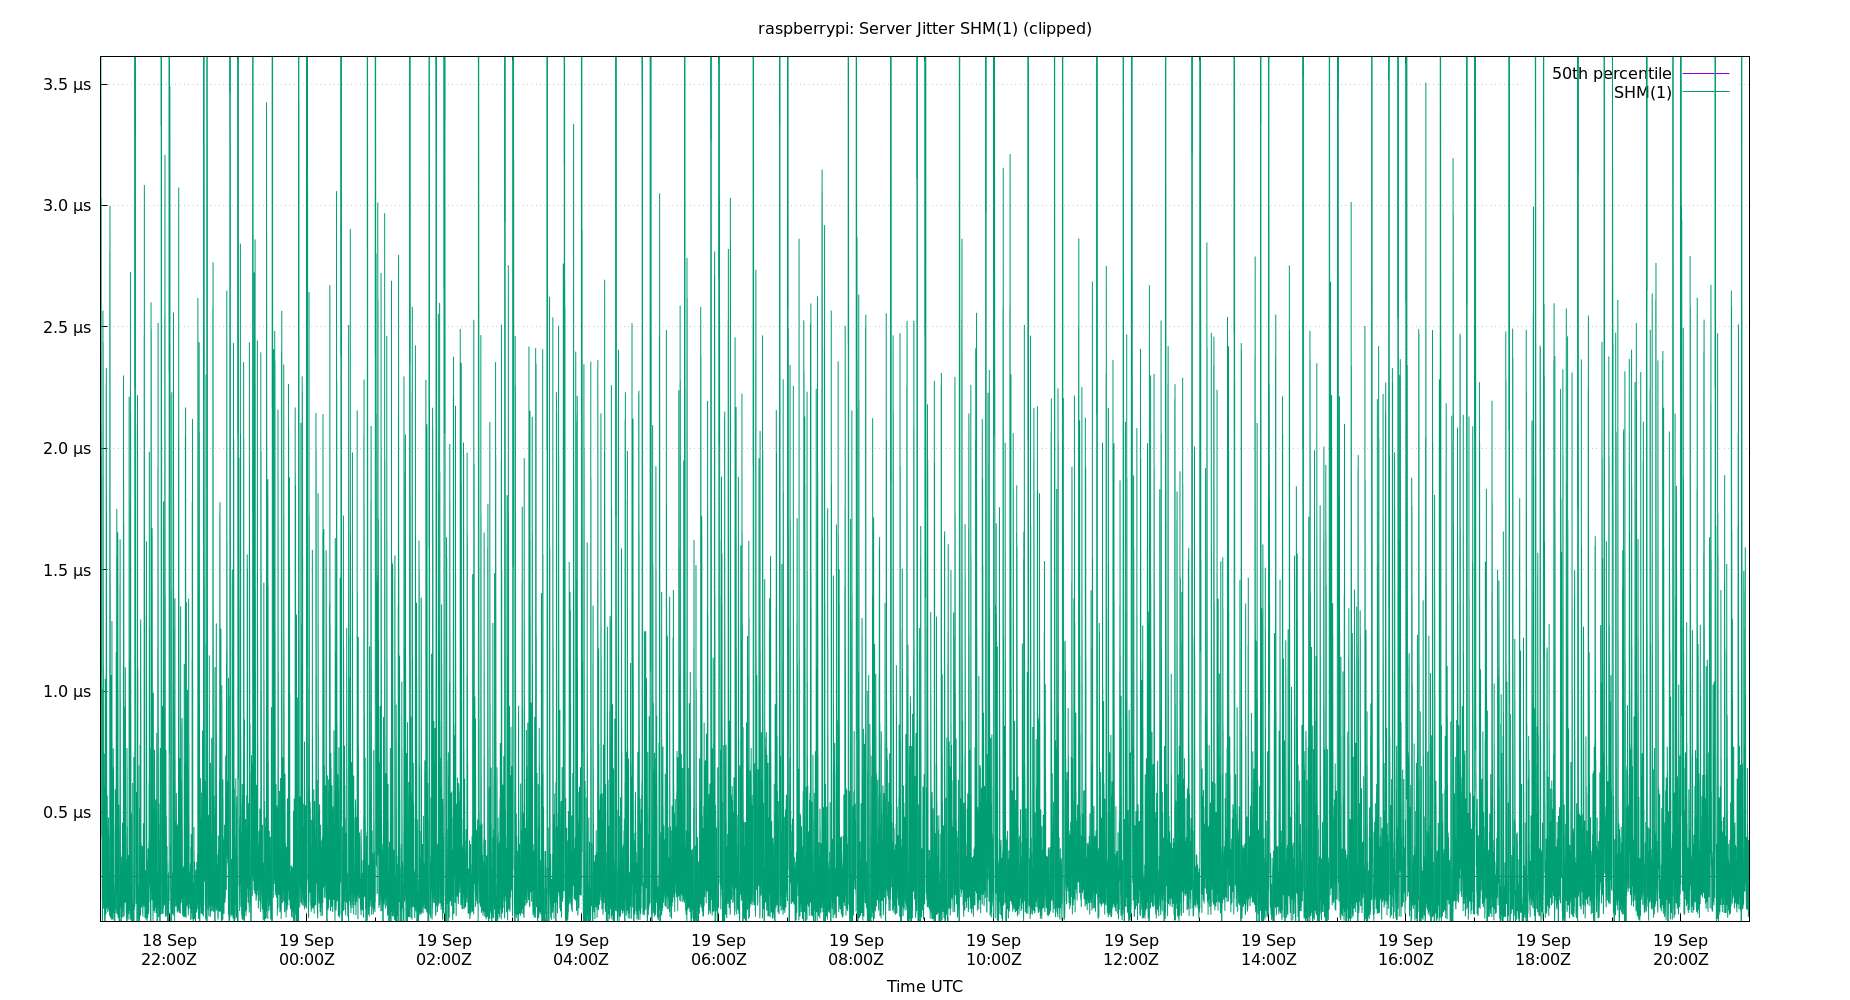 raspberrypi: Server Jitter SHM(1) (clipped)
50th percentile
SHM(1)
3.5 µs
3.0 µs
2.5 µs
2.0 µs
1.5 µs
1.0 µs
0.5 µs
18 Sep 19 Sep 19 Sep 19 Sep 19 Sep 19 Sep 19 Sep 19 Sep 19 Sep 19 Sep 19 Sep 19 Sep
22:00Z 00:00Z 02:00Z 04:00Z 06:00Z 08:00Z 10:00Z 12:00Z 14:00Z 16:00Z 18:00Z 20:00Z
Time UTC